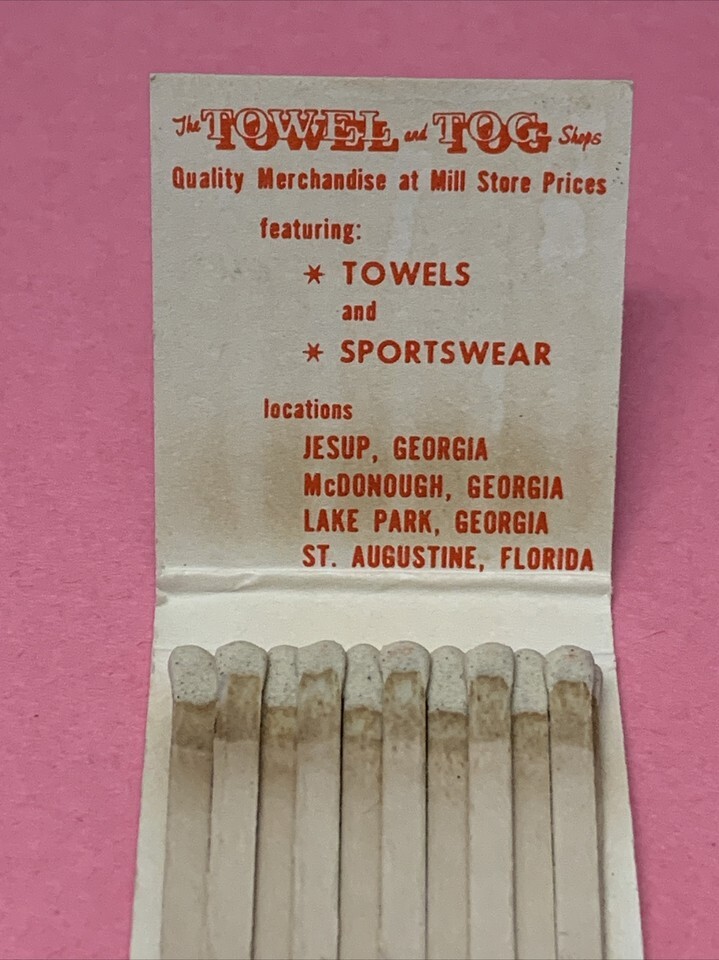 The TOWEL and TOG Shops
Quality Merchandise at Mill Store Prices
featuring:
* TOWELS
and
* SPORTSWEAR
locations
JESUP, GEORGIA
McDONOUGH, GEORGIA
LAKE PARK, GEORGIA
ST. AUGUSTINE, FLORIDA